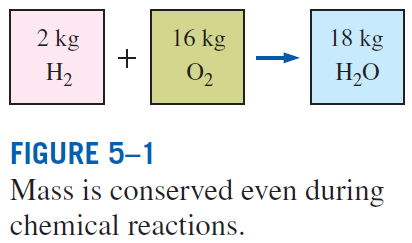 2 kg 16 kg 18 kg
H₂ + O₂ → H₂O
FIGURE 5–1
Mass is conserved even during
chemical reactions.